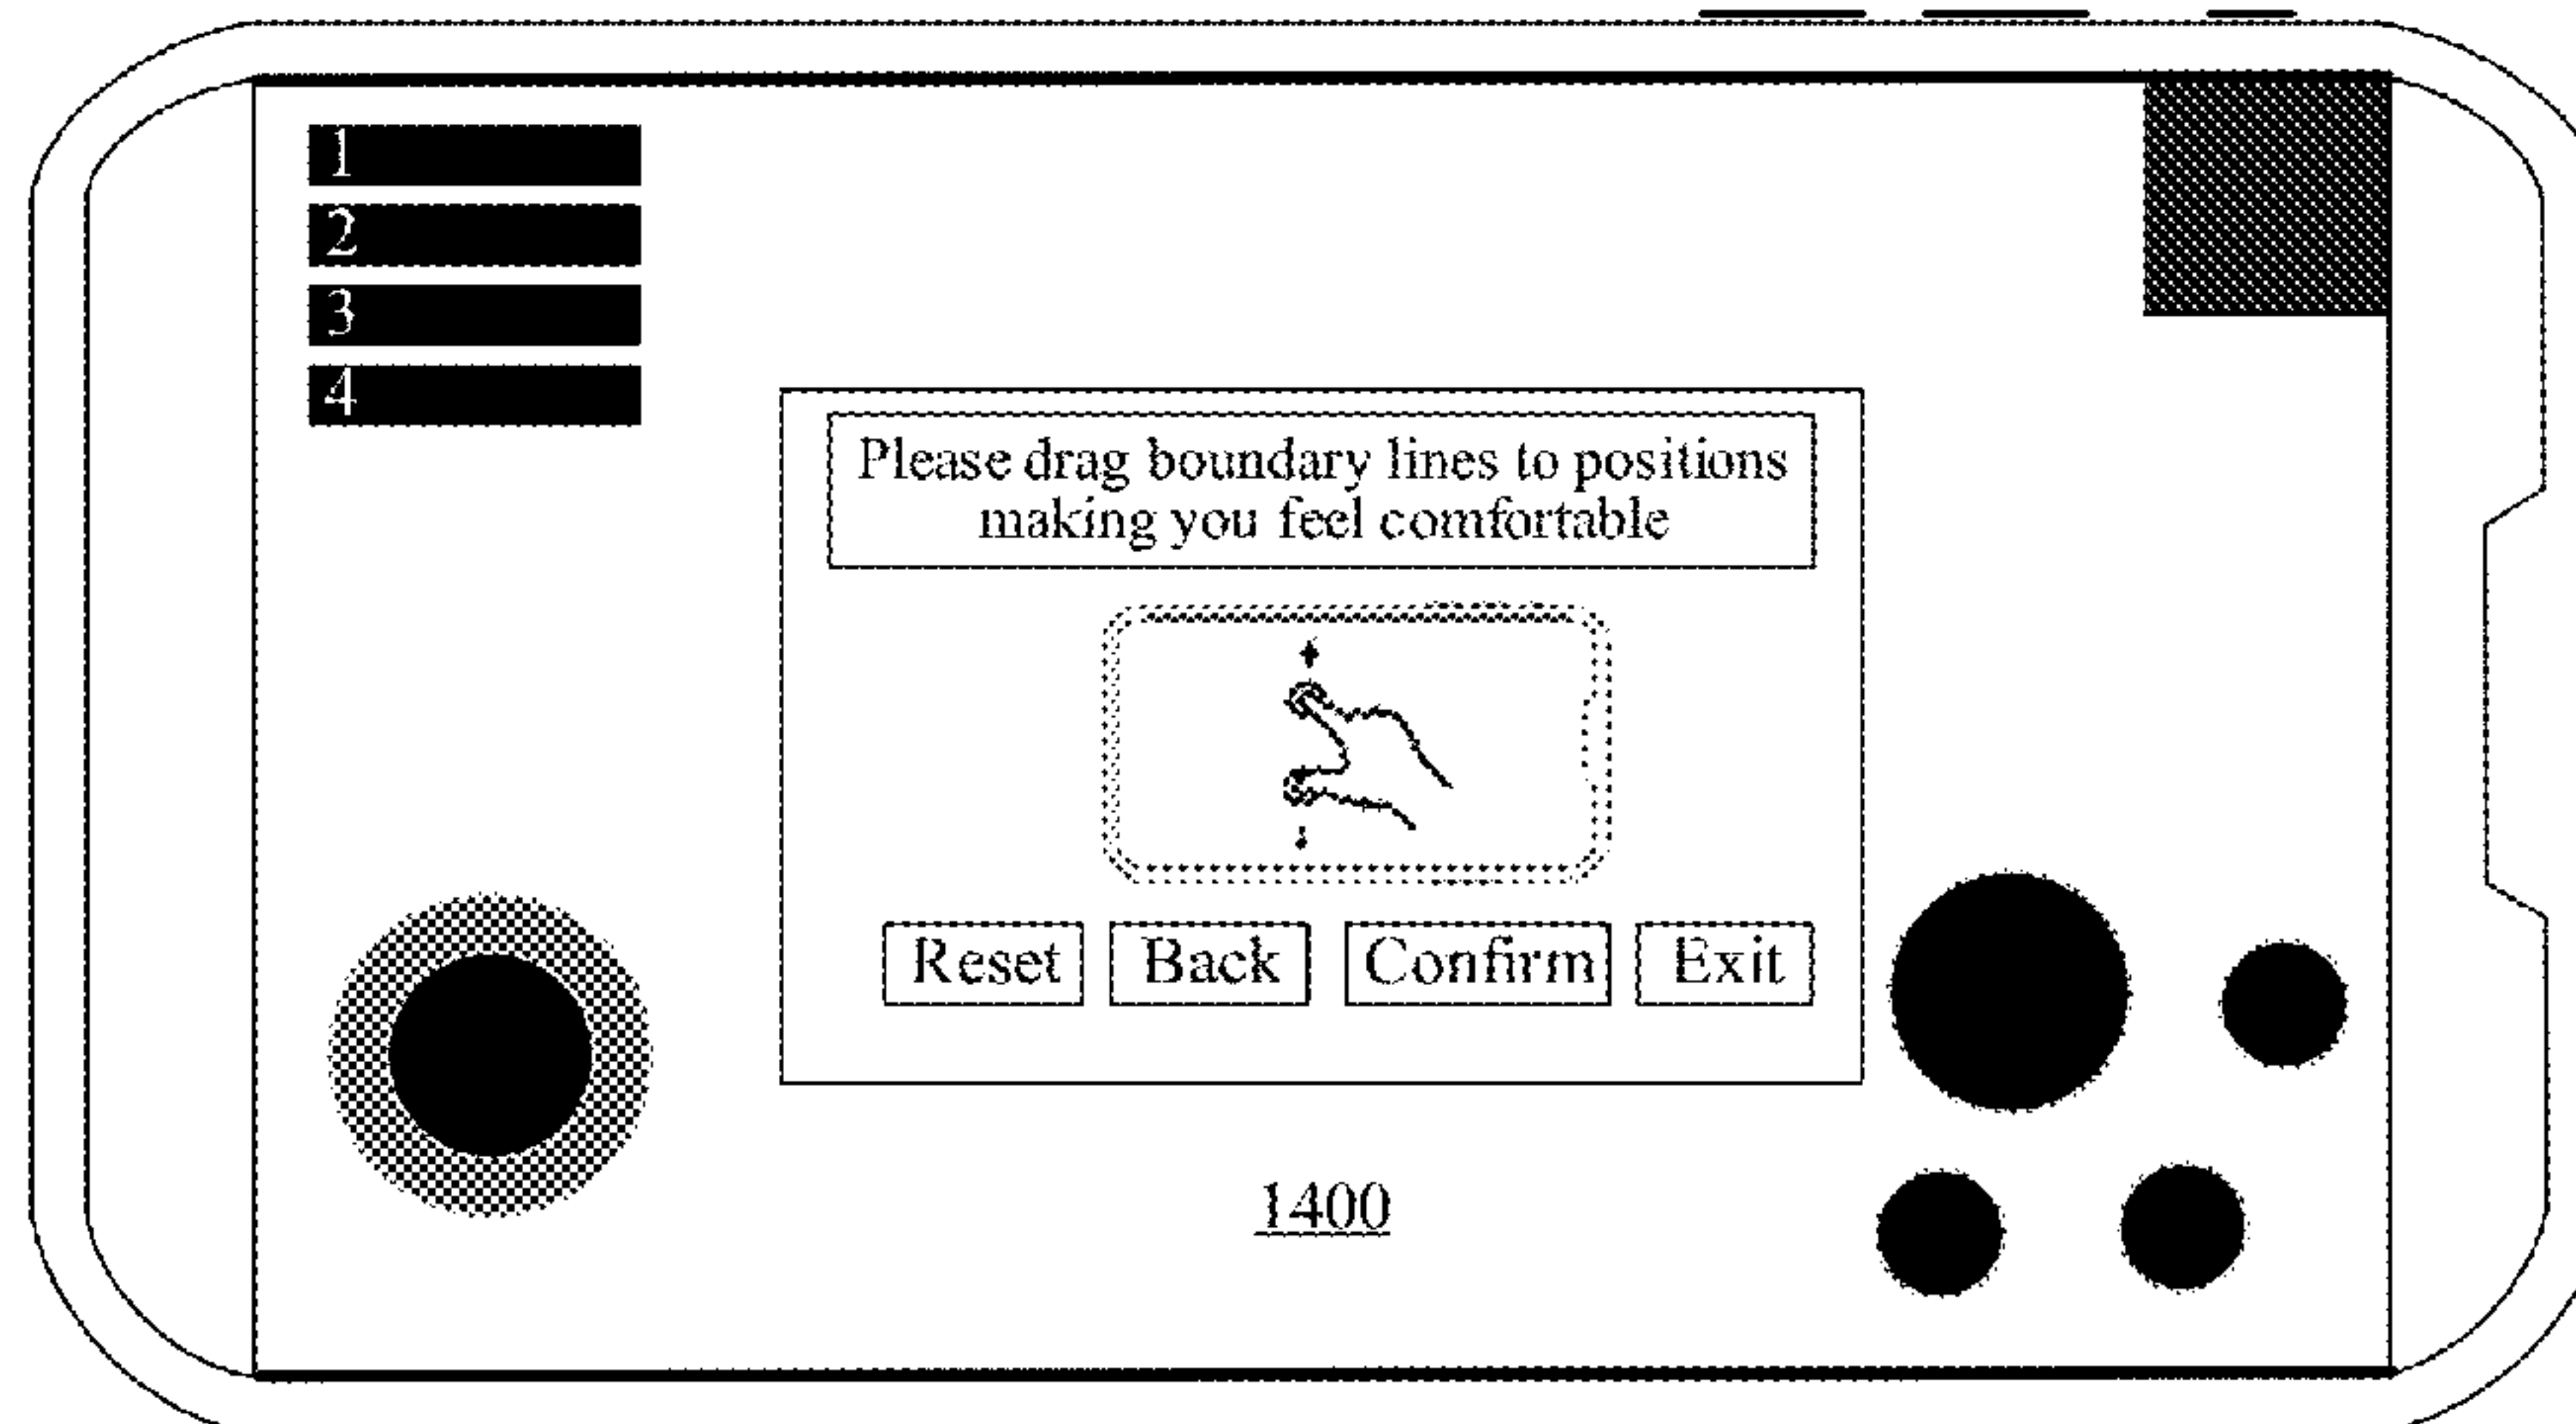 1
2
3
4
Please drag boundary lines to positions
making you feel comfortable
Reset Back Confirm Exit
1400